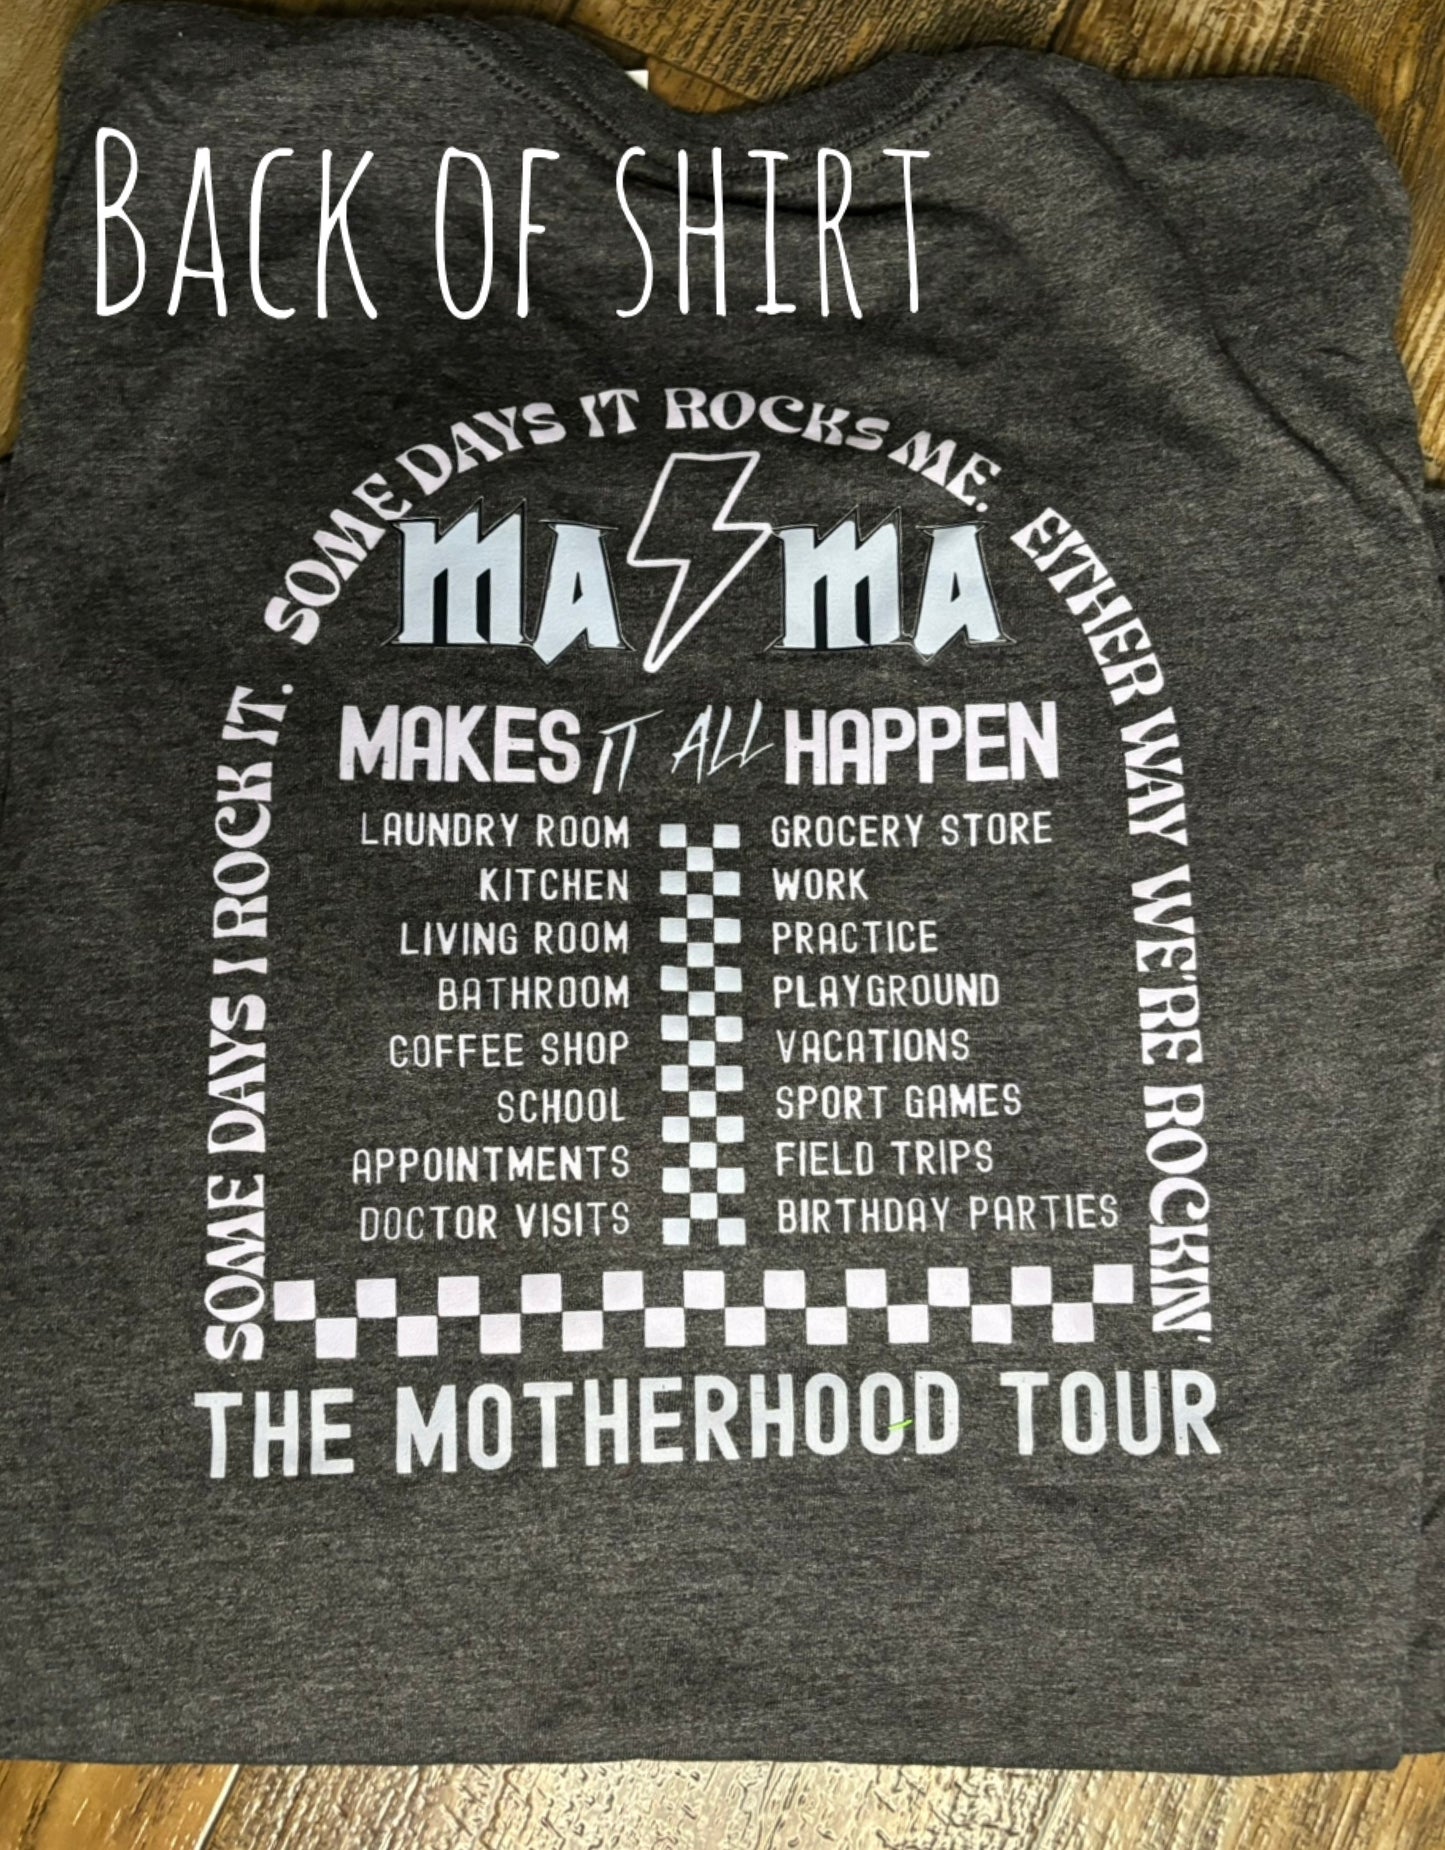 BACK OF SHIRT
SOME DAYS I ROCK IT. SOME DAYS IT ROCKS ME. EITHER WAY WE'RE ROCKIN'
MAMA
MAKES IT ALL HAPPEN
LAUNDRY ROOM
KITCHEN
LIVING ROOM
BATHROOM
COFFEE SHOP
SCHOOL
APPOINTMENTS
DOCTOR VISITS
GROCERY STORE
WORK
PRACTICE
PLAYGROUND
VACATIONS
SPORT GAMES
FIELD TRIPS
BIRTHDAY PARTIES
THE MOTHERHOOD TOUR